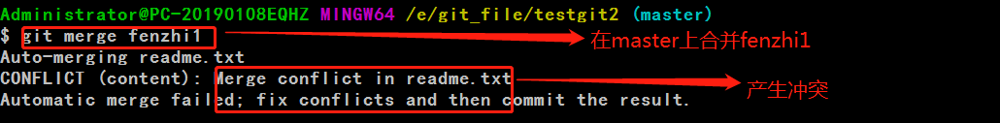 Administrator@PC-20190108EQHZ MINGW64 /e/git_file/testgit2 (master)
$ git merge fenzhi1
在master上合并fenzhi1
Auto-merging readme.txt
CONFLICT (content): Merge conflict in readme.txt
产生冲突
Automatic merge failed; fix conflicts and then commit the result.